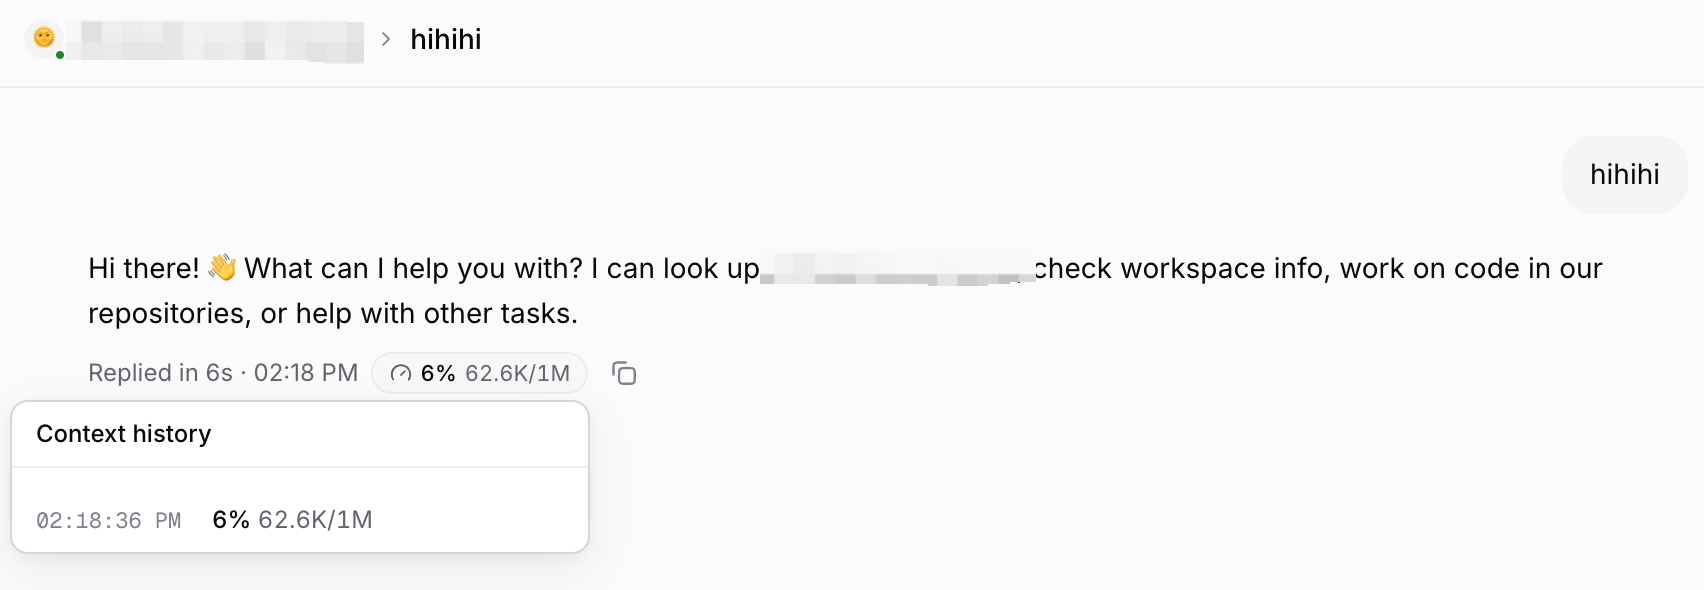 hihihi
hihihi
Hi there! 👋 What can I help you with? I can look up check workspace info, work on code in our
repositories, or help with other tasks.
Replied in 6s · 02:18 PM 6% 62.6K/1M
Context history
02:18:36 PM 6% 62.6K/1M